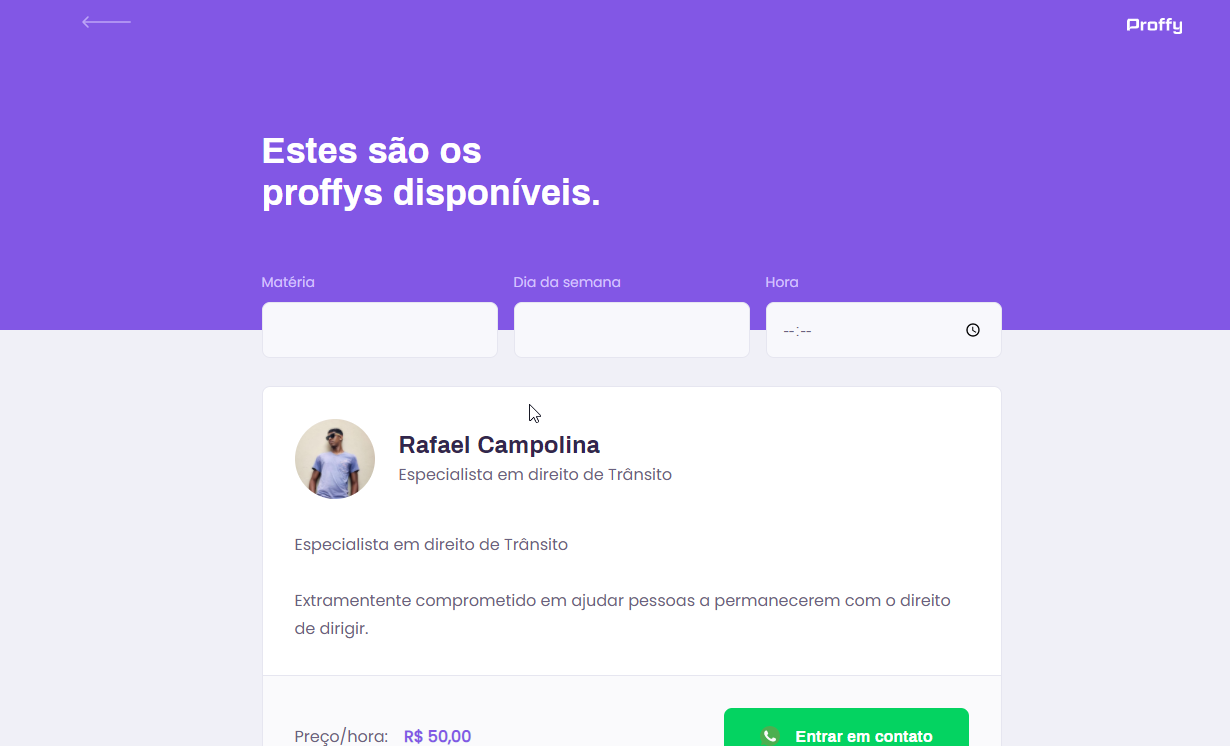 Proffy
Estes são os
proffys disponíveis.
Matéria
Dia da semana
Hora
--:--
Rafael Campolina
Especialista em direito de Trânsito
Especialista em direito de Trânsito
Extramentente comprometido em ajudar pessoas a permanecerem com o direito
de dirigir.
Preço/hora: R$ 50,00
Entrar em contato